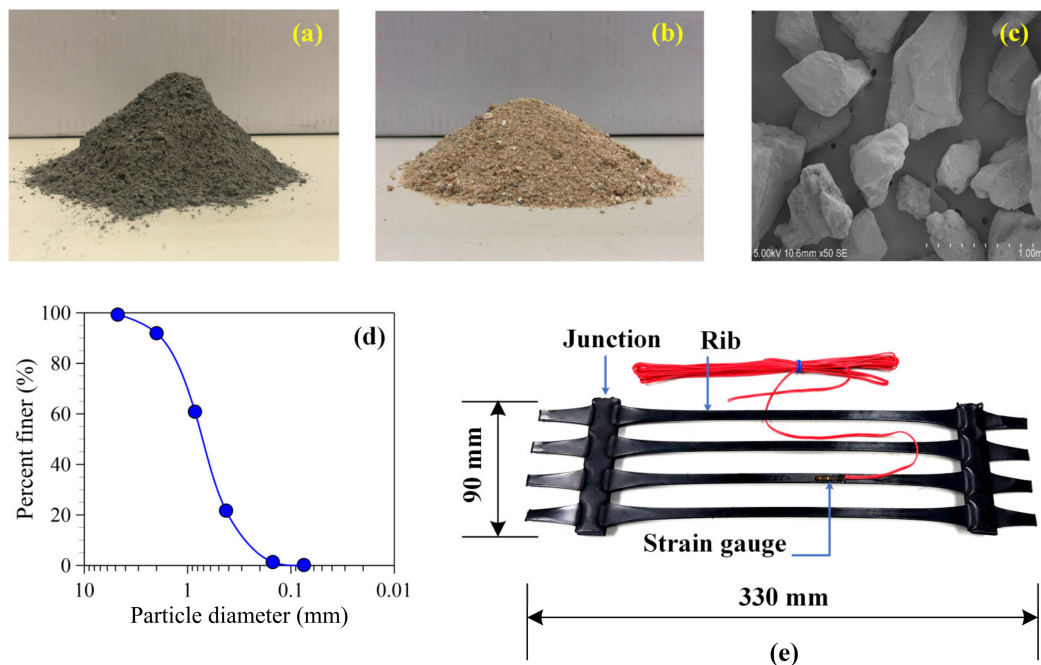 (a)
(b)
(c)
5.00kV 10.6mm x50 SE
1.00m
(d)
100
80
60
40
20
0
Percent finer (%)
10
1
0.1
0.01
Particle diameter (mm)
Junction
Rib
90 mm
Strain gauge
330 mm
(e)